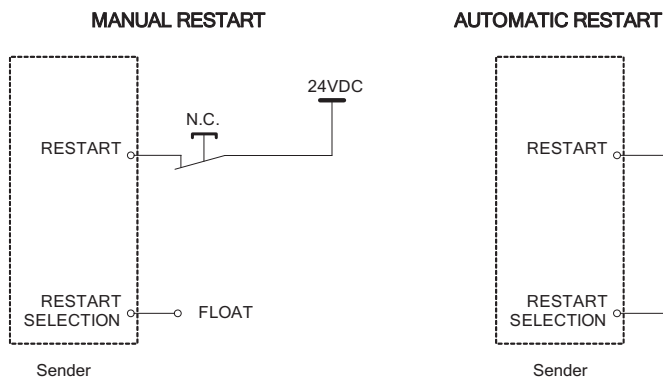 MANUAL RESTART
24VDC
N.C.
RESTART
RESTART
SELECTION
FLOAT
Sender
AUTOMATIC RESTART
RESTART
RESTART
SELECTION
Sender